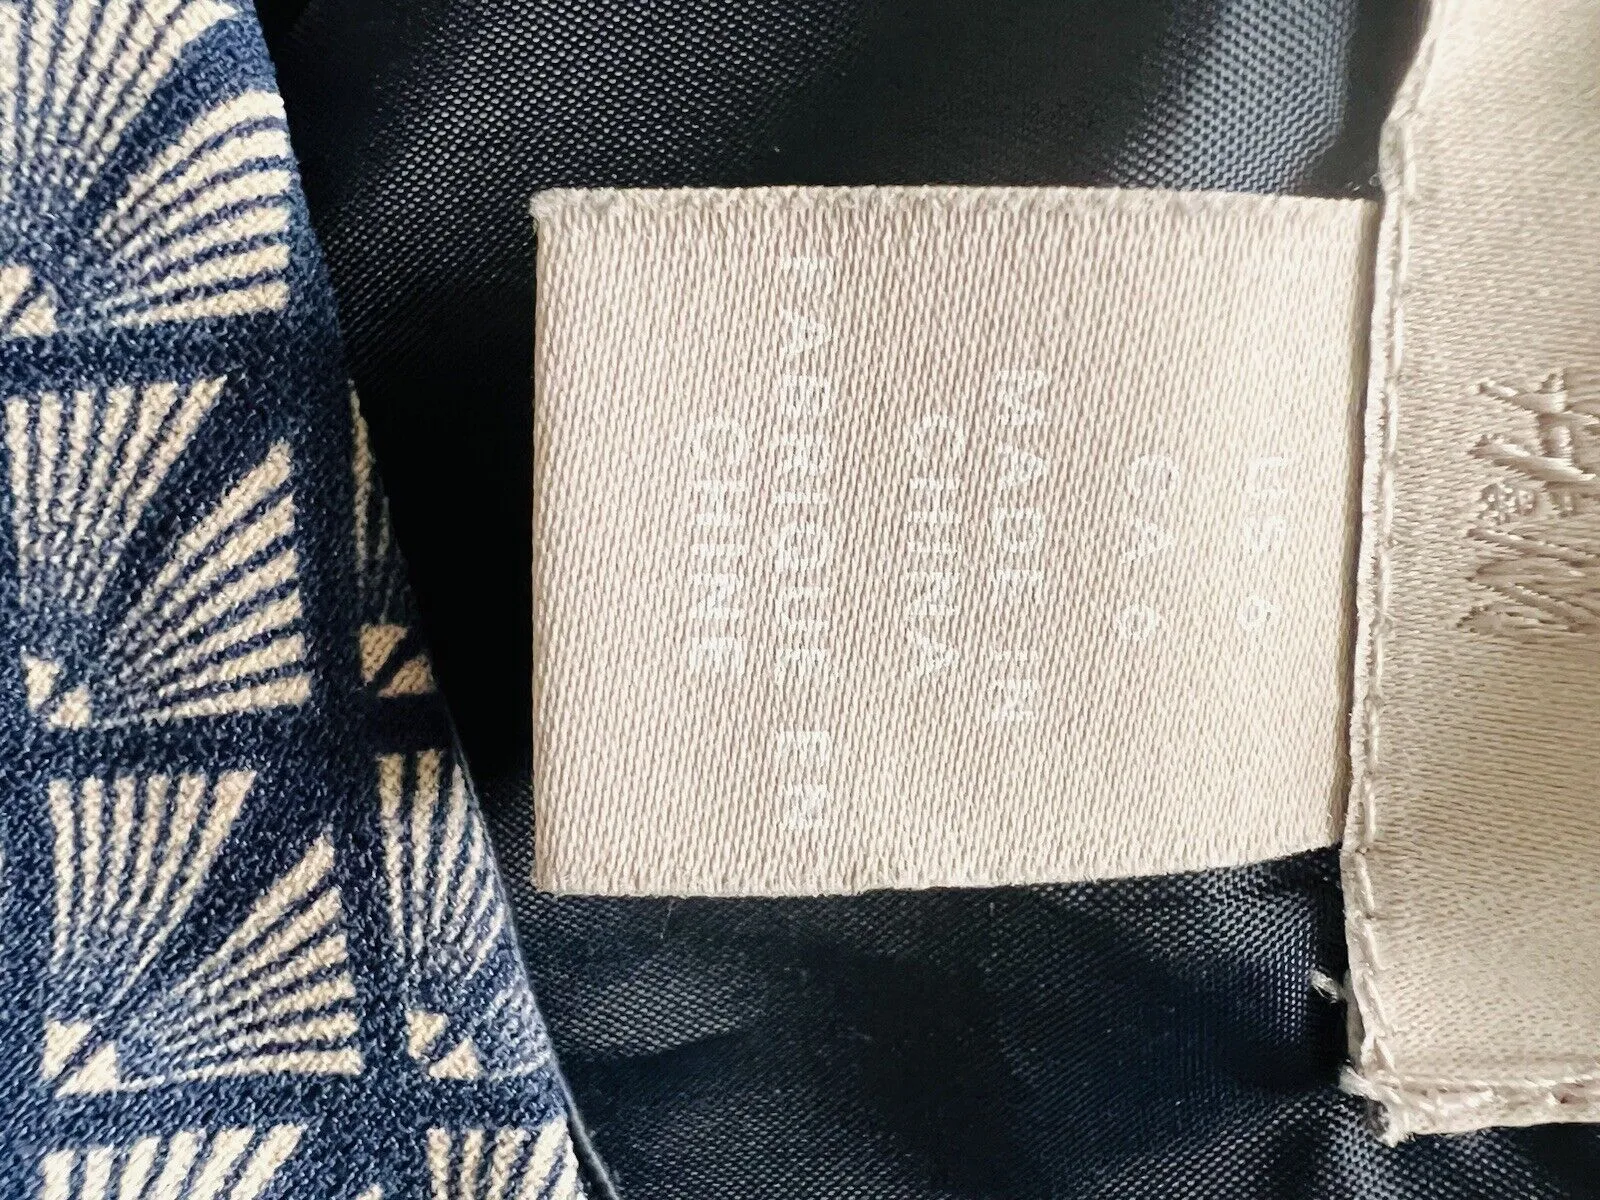 US 6
CA 6
MADE IN
CHINA
FABRIQUE EN
CHINE